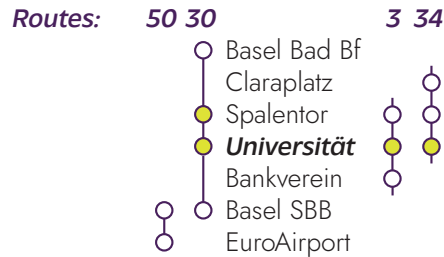 Routes: 50 30 3 34
Basel Bad Bf
Claraplatz
Spalentor
Universität
Bankverein
Basel SBB
EuroAirport